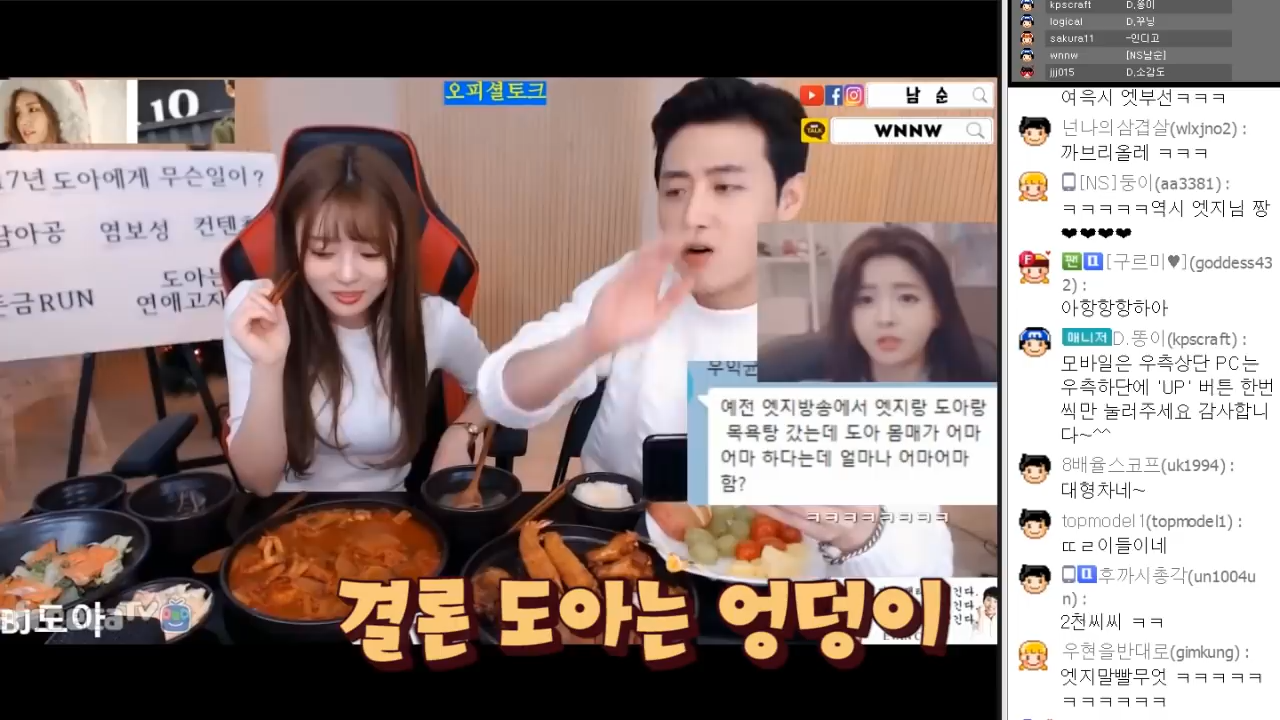 오피셜토크
남 순
TALK
WNNW
10
17년 도아에게 무슨일이?
남아공 염보성 컨텐츠
도아는
RUN
연애고자
우익균
예전 엣지방송에서 엣지랑 도아랑
목욕탕 갔는데 도아 몸매가 어마
어마 하다는데 얼마나 어마어마
함?
ㅋㅋㅋㅋㅋㅋㅋㅋ
BJ도아
결론 도아는 엉덩이
kpscraft D.똥이
logical D.꾸닝
sakura11 -인디고
wnnw [NS남순]
jjj015 D.소갈도
여윽시 엣부선ㅋㅋㅋ
넌나의삼겹살(wlxjno2) :
까브리올레 ㅋㅋㅋ
[NS]둥이(aa3381) :
ㅋㅋㅋㅋㅋ역시 엣지님 짱
❤❤❤❤
팬 [구르미♥](goddess43
2) :
아항항항하아
매니저 D.똥이(kpscraft) :
모바일은 우측상단 PC는
우측하단에 'UP' 버튼 한번
씩만 눌러주세요 감사합니
다~^^
8배율스코프(uk1994) :
대형차네~
topmodel1(topmodel1) :
ㄸㄹ이들이네
후까시총각(un1004u
n) :
2천씨씨 ㅋㅋ
우현을반대로(gimkung) :
엣지말빨무엇 ㅋㅋㅋㅋㅋ
ㅋㅋㅋㅋㅋㅋ